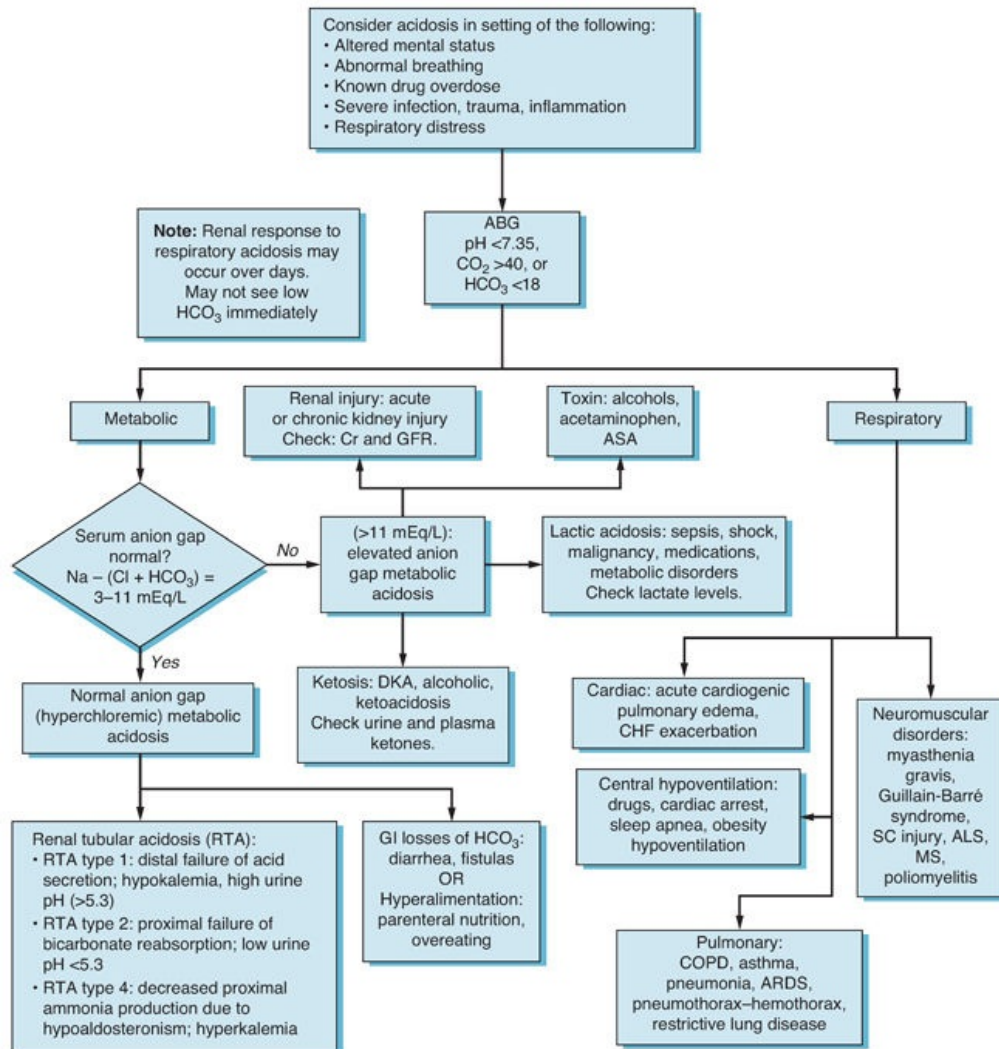 Consider acidosis in setting of the following:
• Altered mental status
• Abnormal breathing
• Known drug overdose
• Severe infection, trauma, inflammation
• Respiratory distress
Note: Renal response to
respiratory acidosis may
occur over days.
May not see low
HCO₃ immediately
ABG
pH <7.35,
CO₂ >40, or
HCO₃ <18
Metabolic
Renal injury: acute
or chronic kidney injury
Check: Cr and GFR.
Toxin: alcohols,
acetaminophen,
ASA
Respiratory
Serum anion gap
normal?
Na – (Cl + HCO₃) =
3–11 mEq/L
No
(>11 mEq/L):
elevated anion
gap metabolic
acidosis
Lactic acidosis: sepsis, shock,
malignancy, medications,
metabolic disorders
Check lactate levels.
Yes
Normal anion gap
(hyperchloremic) metabolic
acidosis
Ketosis: DKA, alcoholic,
ketoacidosis
Check urine and plasma
ketones.
Cardiac: acute cardiogenic
pulmonary edema,
CHF exacerbation
Neuromuscular
disorders:
myasthenia
gravis,
Guillain-Barré
syndrome,
SC injury, ALS,
MS,
poliomyelitis
Central hypoventilation:
drugs, cardiac arrest,
sleep apnea, obesity
hypoventilation
Renal tubular acidosis (RTA):
• RTA type 1: distal failure of acid
secretion; hypokalemia, high urine
pH (>5.3)
• RTA type 2: proximal failure of
bicarbonate reabsorption; low urine
pH <5.3
• RTA type 4: decreased proximal
ammonia production due to
hypoaldosteronism; hyperkalemia
GI losses of HCO₃:
diarrhea, fistulas
OR
Hyperalimentation:
parenteral nutrition,
overeating
Pulmonary:
COPD, asthma,
pneumonia, ARDS,
pneumothorax–hemothorax,
restrictive lung disease